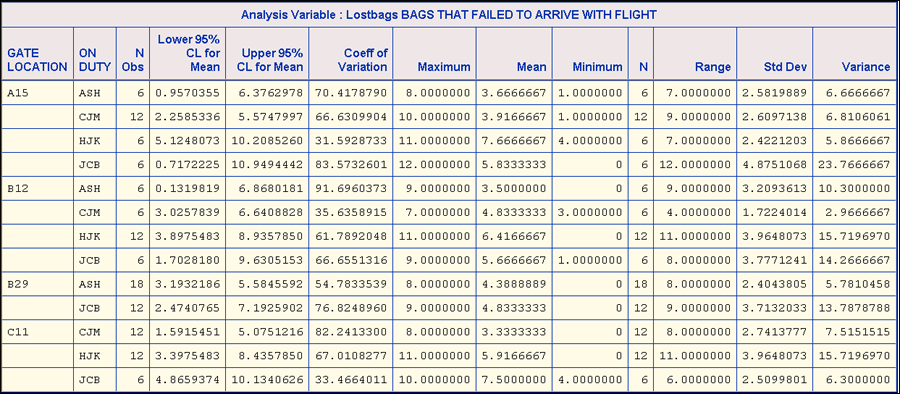 Analysis Variable : Lostbags BAGS THAT FAILED TO ARRIVE WITH FLIGHT
GATE LOCATION ON DUTY N Obs Lower 95% CL for Mean Upper 95% CL for Mean Coeff of Variation Maximum Mean Minimum N Range Std Dev Variance
A15 ASH 6 0.9570355 6.3762978 70.4178790 8.0000000 3.6666667 1.0000000 6 7.0000000 2.5819889 6.6666667
CJM 12 2.2585336 5.5747997 66.6309904 10.0000000 3.9166667 1.0000000 12 9.0000000 2.6097138 6.8106061
HJK 6 5.1248073 10.2085260 31.5928733 11.0000000 7.6666667 4.0000000 6 7.0000000 2.4221203 5.8666667
JCB 6 0.7172225 10.9494442 83.5732601 12.0000000 5.8333333 0 6 12.0000000 4.8751068 23.7666667
B12 ASH 6 0.1319819 6.8680181 91.6960373 9.0000000 3.5000000 0 6 9.0000000 3.2093613 10.3000000
CJM 6 3.0257839 6.6408828 35.6358915 7.0000000 4.8333333 3.0000000 6 4.0000000 1.7224014 2.9666667
HJK 12 3.8975483 8.9357850 61.7892048 11.0000000 6.4166667 0 12 11.0000000 3.9648073 15.7196970
JCB 6 1.7028180 9.6305153 66.6551316 9.0000000 5.6666667 1.0000000 6 8.0000000 3.7771241 14.2666667
B29 ASH 18 3.1932186 5.5845592 54.7833539 8.0000000 4.3888889 0 18 8.0000000 2.4043805 5.7810458
JCB 12 2.4740765 7.1925902 76.8248960 9.0000000 4.8333333 0 12 9.0000000 3.7132033 13.7878788
C11 CJM 12 1.5915451 5.0751216 82.2413300 8.0000000 3.3333333 0 12 8.0000000 2.7413777 7.5151515
HJK 12 3.3975483 8.4357850 67.0108277 11.0000000 5.9166667 0 12 11.0000000 3.9648073 15.7196970
JCB 6 4.8659374 10.1340626 33.4664011 10.0000000 7.5000000 4.0000000 6 6.0000000 2.5099801 6.3000000